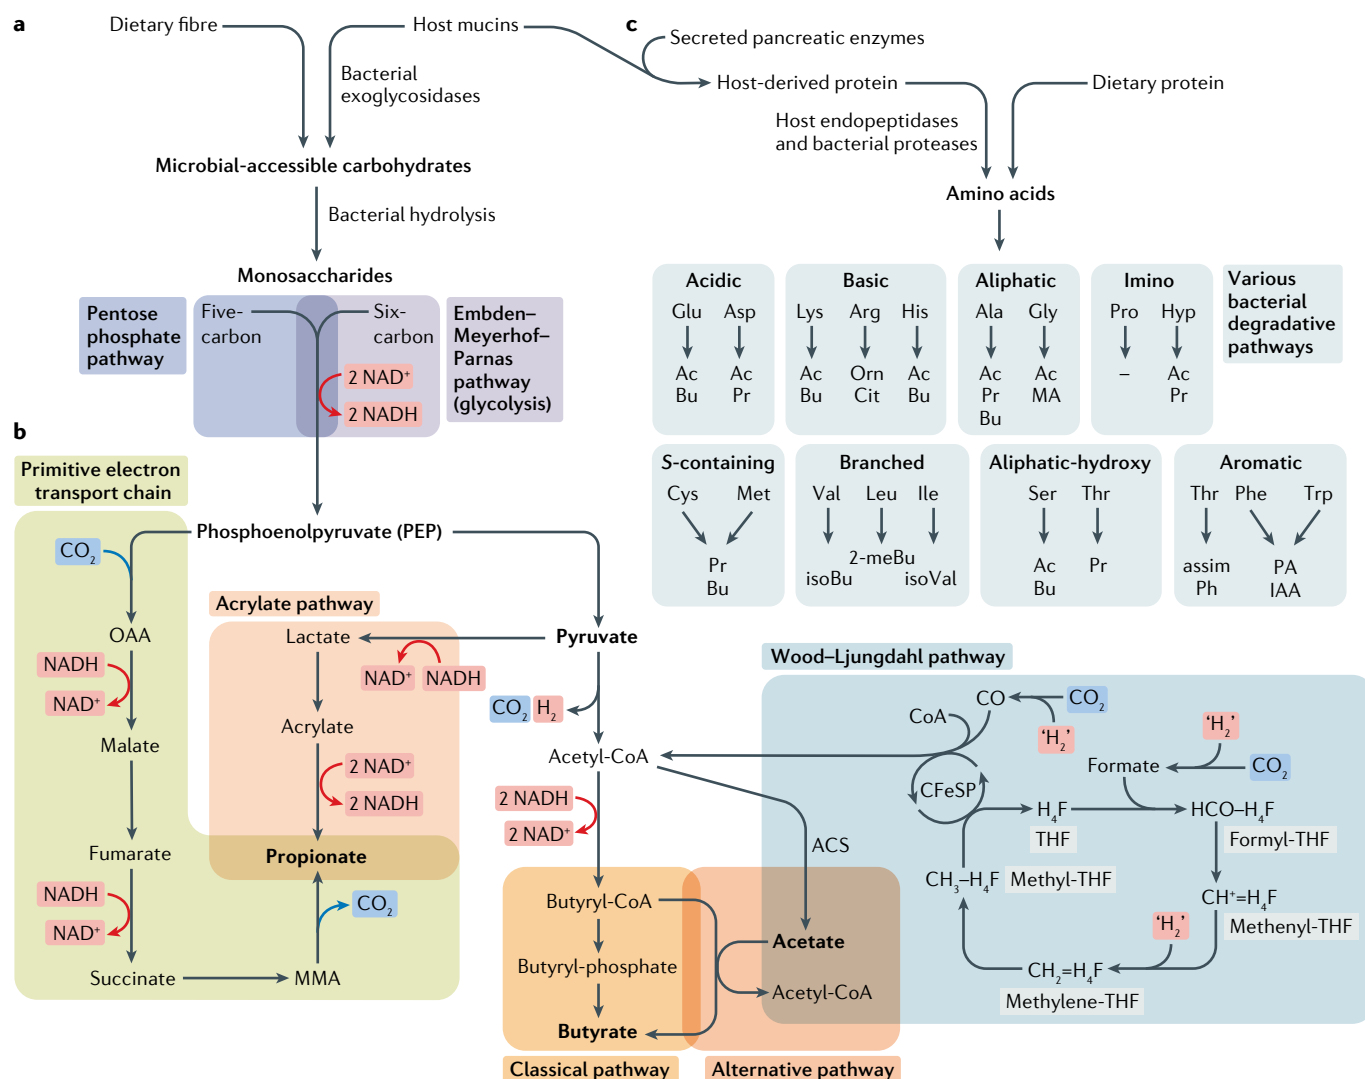 a
Dietary fibre
Host mucins
Bacterial
exoglycosidases
Microbial-accessible carbohydrates
Bacterial hydrolysis
Monosaccharides
Pentose
phosphate
pathway
Five-
carbon
Six-
carbon
2 NAD⁺
2 NADH
Embden–
Meyerhof–
Parnas
pathway
(glycolysis)
b
Primitive electron
transport chain
Phosphoenolpyruvate (PEP)
CO₂
OAA
NADH
NAD⁺
Malate
Fumarate
NADH
NAD⁺
Succinate
MMA
CO₂
Acrylate pathway
Lactate
NAD⁺
NADH
Acrylate
2 NAD⁺
2 NADH
Propionate
Pyruvate
CO₂
H₂
Acetyl-CoA
2 NADH
2 NAD⁺
ACS
Butyryl-CoA
Butyryl-phosphate
Butyrate
Acetate
Acetyl-CoA
Classical pathway
Alternative pathway
Wood–Ljungdahl pathway
CO
CO₂
'H₂'
CoA
CFeSP
Formate
'H₂'
CO₂
H₄F
THF
HCO–H₄F
Formyl-THF
CH₃–H₄F
Methyl-THF
CH⁺=H₄F
Methenyl-THF
'H₂'
CH₂=H₄F
Methylene-THF
c
Secreted pancreatic enzymes
Host-derived protein
Dietary protein
Host endopeptidases
and bacterial proteases
Amino acids
Acidic
Glu Asp
Ac Ac
Bu Pr
Basic
Lys Arg His
Ac Orn Ac
Bu Cit Bu
Aliphatic
Ala Gly
Ac Ac
Pr MA
Bu
Imino
Pro Hyp
– Ac
Pr
Various
bacterial
degradative
pathways
S-containing
Cys Met
Pr
Bu
Branched
Val Leu Ile
2-meBu
isoBu isoVal
Aliphatic-hydroxy
Ser Thr
Ac Pr
Bu
Aromatic
Thr Phe Trp
assim PA
Ph IAA